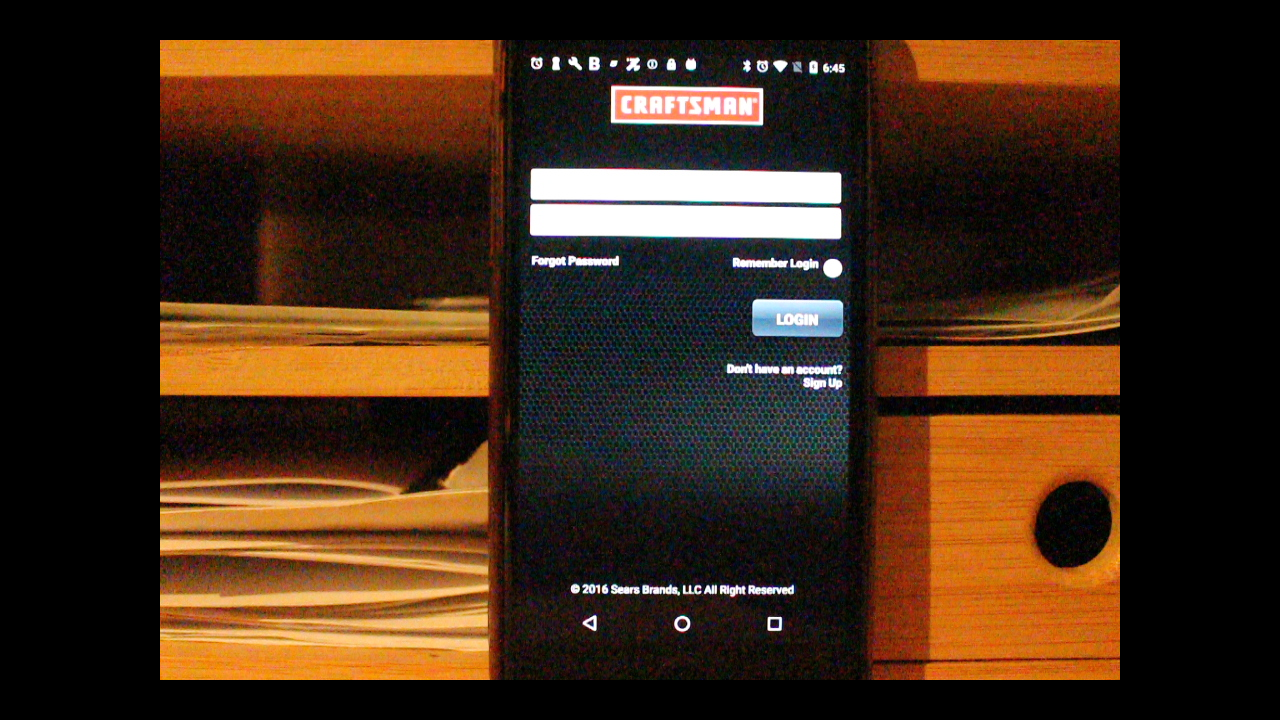 6:45
CRAFTSMAN
Forgot Password
Remember Login
LOGIN
Don't have an account?
Sign Up
© 2016 Sears Brands, LLC All Right Reserved